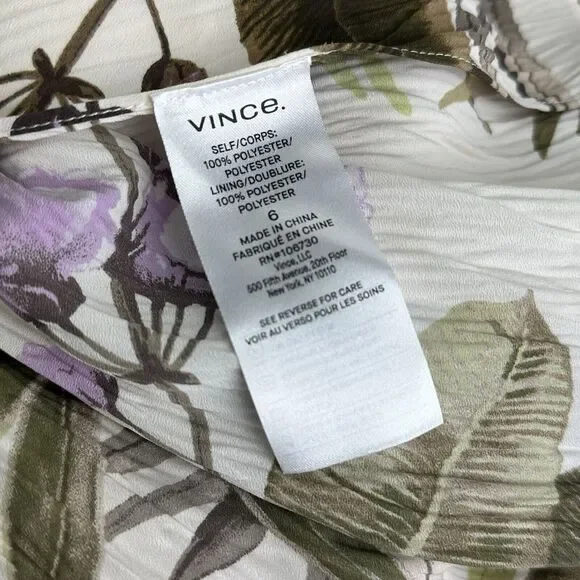 VINCE.
SELF/CORPS:
100% POLYESTER/
POLYESTER
LINING/DOUBLURE:
100% POLYESTER/
POLYESTER
6
MADE IN CHINA
FABRIQUÉ EN CHINE
RN#106730
Vince, LLC
500 Fifth Avenue, 20th Floor
New York, NY 10110
SEE REVERSE FOR CARE
VOIR AU VERSO POUR LES SOINS